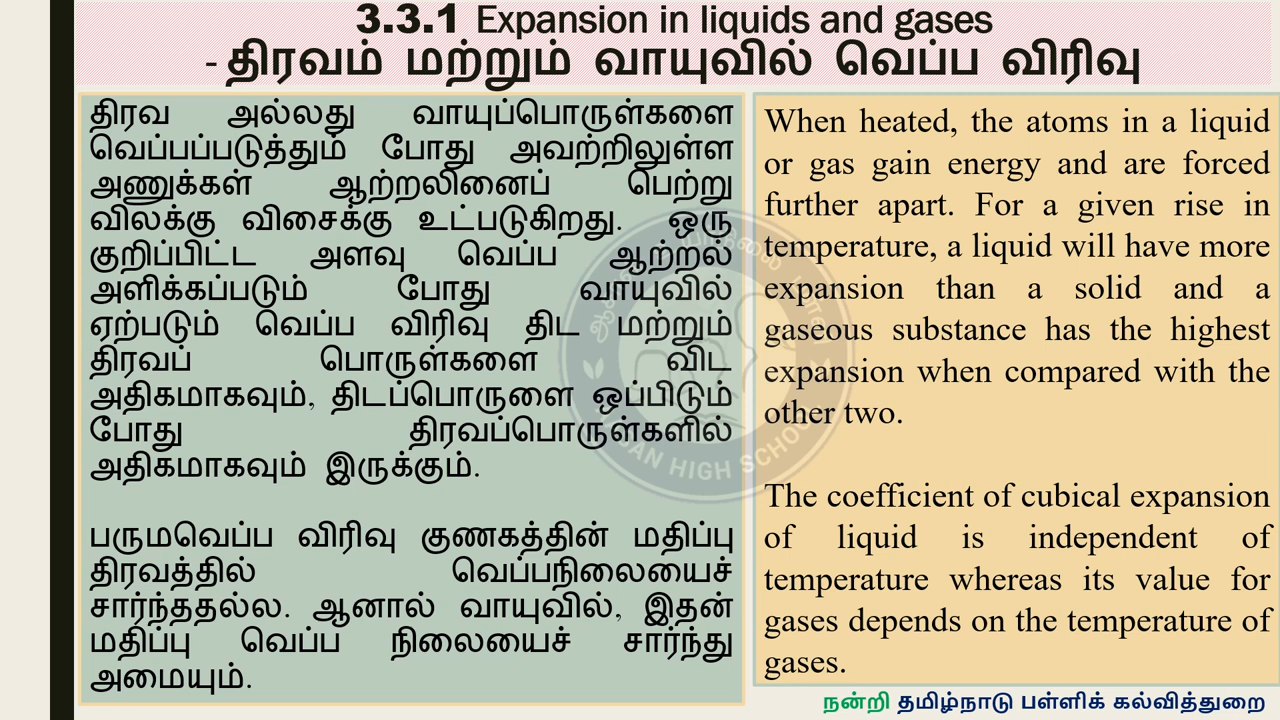 3.3.1 Expansion in liquids and gases
- திரவம் மற்றும் வாயுவில் வெப்ப விரிவு
திரவ அல்லது வாயுப்பொருள்களை
வெப்பப்படுத்தும் போது அவற்றிலுள்ள
அணுக்கள் ஆற்றலினைப் பெற்று
விலக்கு விசைக்கு உட்படுகிறது. ஒரு
குறிப்பிட்ட அளவு வெப்ப ஆற்றல்
அளிக்கப்படும் போது வாயுவில்
ஏற்படும் வெப்ப விரிவு திட மற்றும்
திரவப் பொருள்களை விட
அதிகமாகவும், திடப்பொருளை ஒப்பிடும்
போது திரவப்பொருள்களில்
அதிகமாகவும் இருக்கும்.
பருமவெப்ப விரிவு குணகத்தின் மதிப்பு
திரவத்தில் வெப்பநிலையைச்
சார்ந்ததல்ல. ஆனால் வாயுவில், இதன்
மதிப்பு வெப்ப நிலையைச் சார்ந்து
அமையும்.
When heated, the atoms in a liquid
or gas gain energy and are forced
further apart. For a given rise in
temperature, a liquid will have more
expansion than a solid and a
gaseous substance has the highest
expansion when compared with the
other two.
The coefficient of cubical expansion
of liquid is independent of
temperature whereas its value for
gases depends on the temperature of
gases.
HIGH SCHOOL
நன்றி தமிழ்நாடு பள்ளிக் கல்வித்துறை